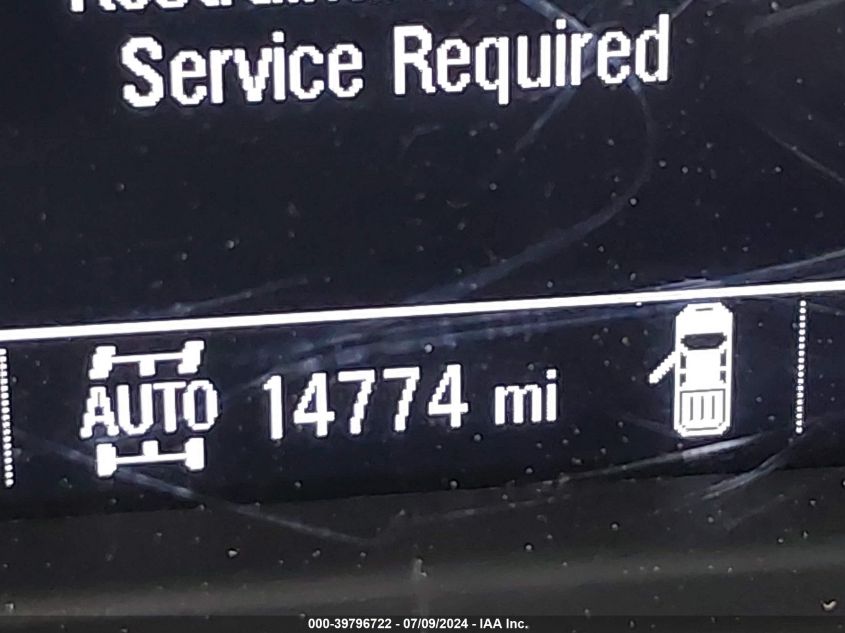 Service Required
AUTO
14774 mi
000-39796722 - 07/09/2024 - IAA Inc.